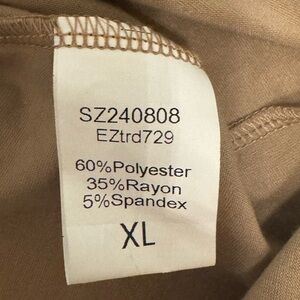 SZ240808
EZtrd729
60%Polyester
35%Rayon
5%Spandex
XL